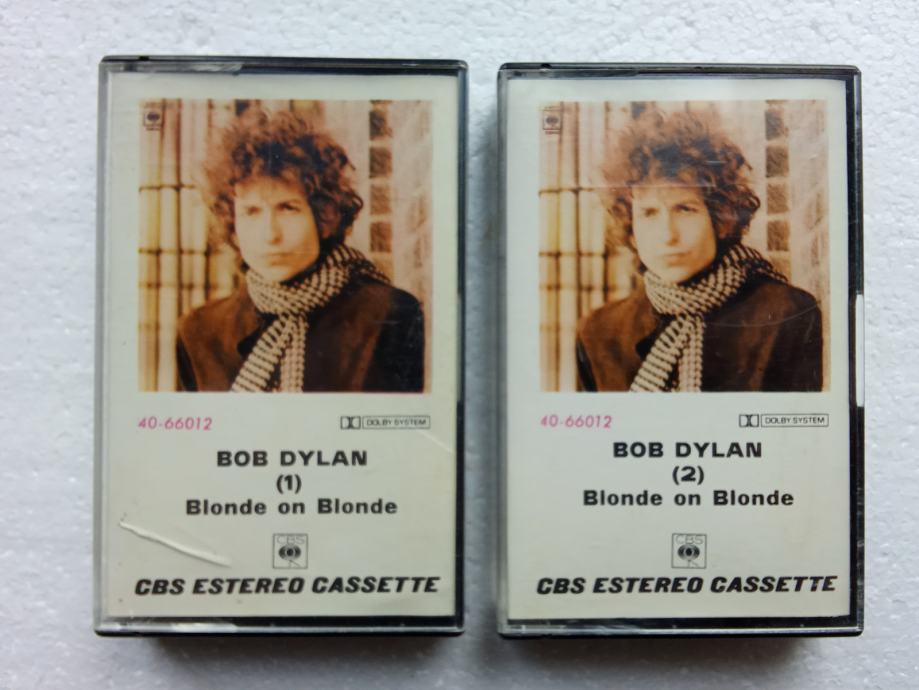 40-66012
DOLBY SYSTEM
BOB DYLAN
(1)
Blonde on Blonde
CBS
CBS ESTEREO CASSETTE
40-66012
DOLBY SYSTEM
BOB DYLAN
(2)
Blonde on Blonde
CBS
CBS ESTEREO CASSETTE